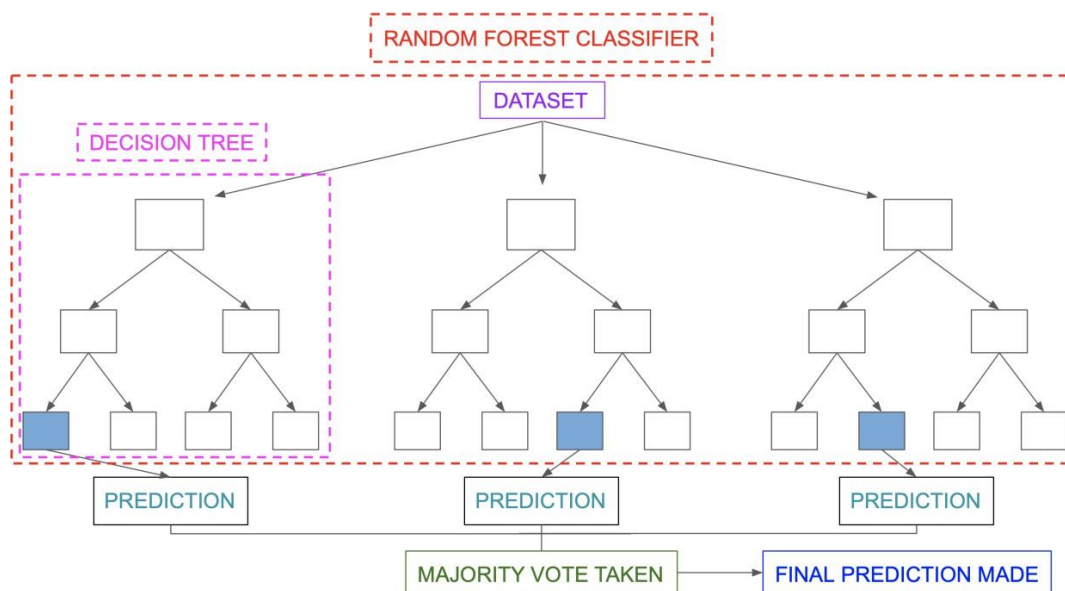 RANDOM FOREST CLASSIFIER
DATASET
DECISION TREE
PREDICTION
PREDICTION
PREDICTION
MAJORITY VOTE TAKEN
FINAL PREDICTION MADE